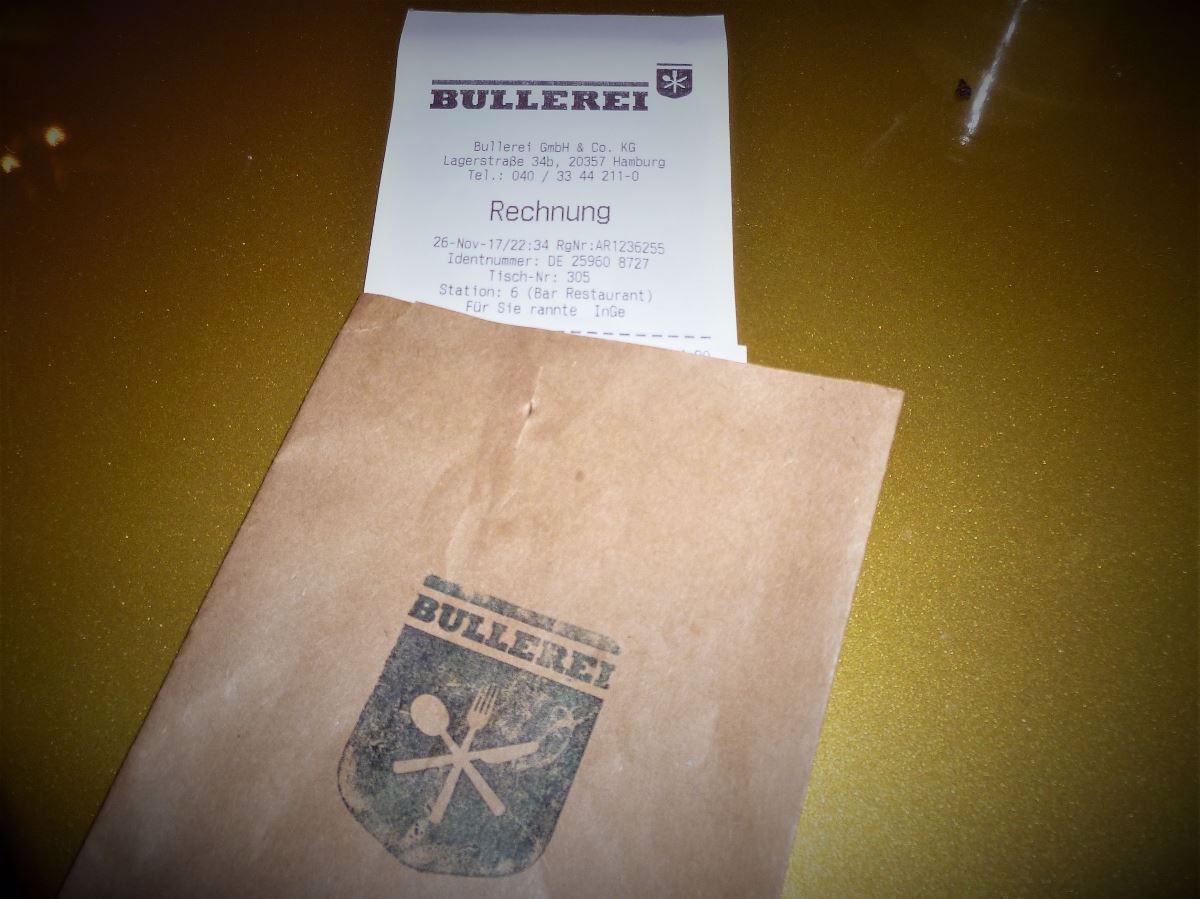 BULLEREI
Bullerei GmbH & Co. KG
Lagerstraße 34b, 20357 Hamburg
Tel.: 040 / 33 44 211-0
Rechnung
26-Nov-17/22:34 RgNr:AR1236255
Identnummer: DE 25960 8727
Tisch-Nr: 305
Station: 6 (Bar Restaurant)
Für Sie rannte InGe
BULLEREI